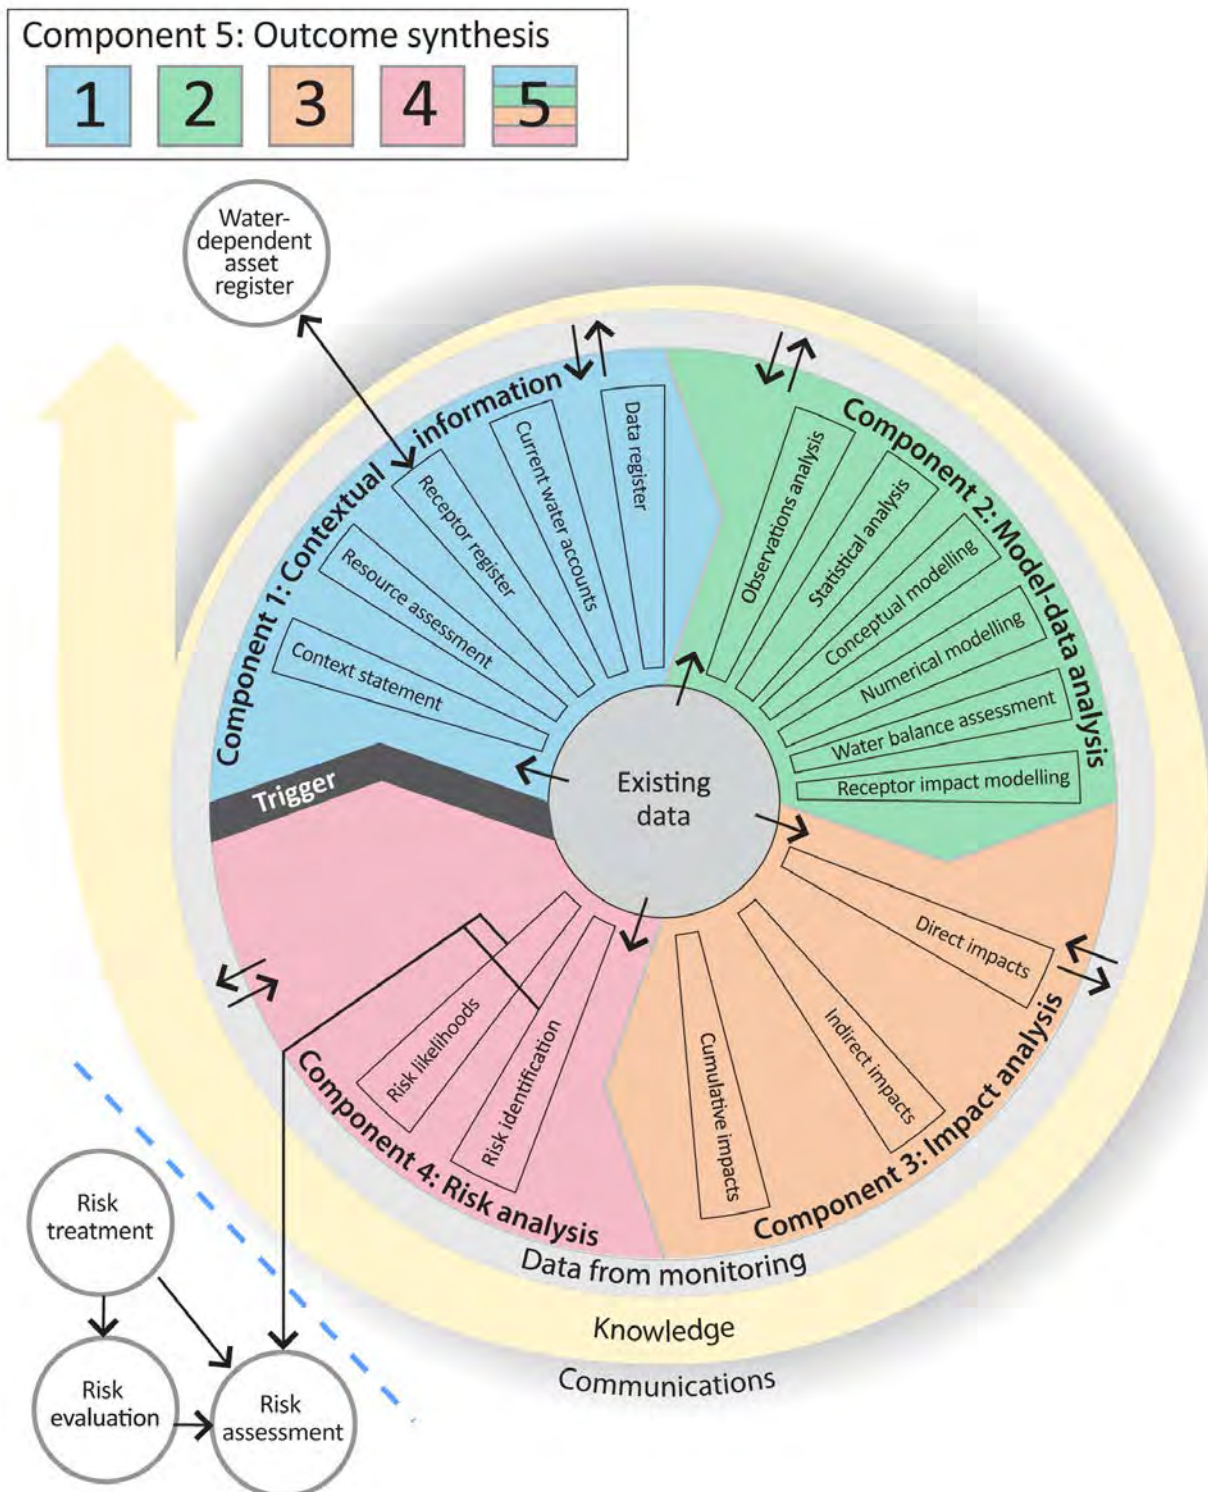 Component 5: Outcome synthesis
1 2 3 4 5
Water-
dependent
asset
register
Component 1: Contextual information
Context statement
Resource assessment
Receptor register
Current water accounts
Data register
Component 2: Model-data analysis
Observations analysis
Statistical analysis
Conceptual modelling
Numerical modelling
Water balance assessment
Receptor impact modelling
Existing
data
Trigger
Component 3: Impact analysis
Direct impacts
Indirect impacts
Cumulative impacts
Component 4: Risk analysis
Risk identification
Risk likelihoods
Data from monitoring
Knowledge
Communications
Risk
treatment
Risk
evaluation
Risk
assessment